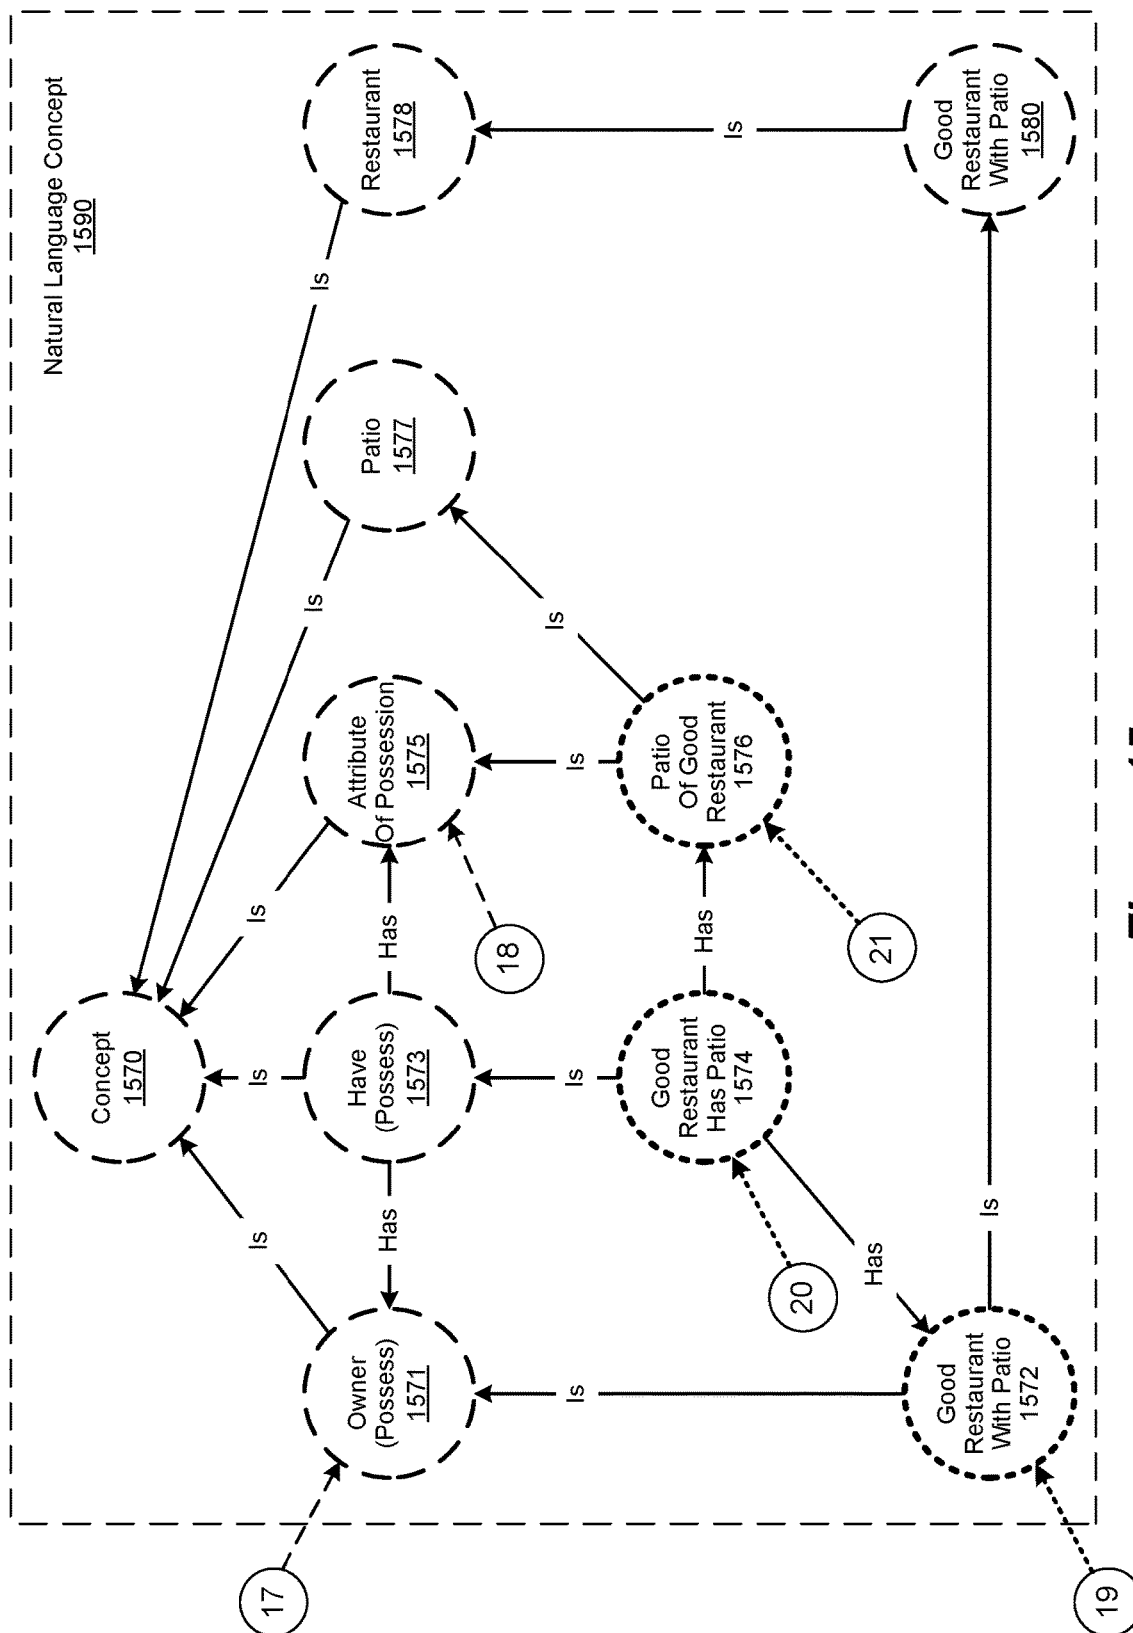 Natural Language Concept
1590
Concept
1570
Is
Is
Is
Is
Is
Owner
(Possess)
1571
Has
Have
(Possess)
1573
Has
Attribute
Of Possession
1575
Patio
1577
Restaurant
1578
17
18
Is
Is
Is
Is
Is
Good
Restaurant
Has Patio
1574
Has
Patio
Of Good
Restaurant
1576
20
Has
21
Good
Restaurant
With Patio
1572
Is
Good
Restaurant
With Patio
1580
19